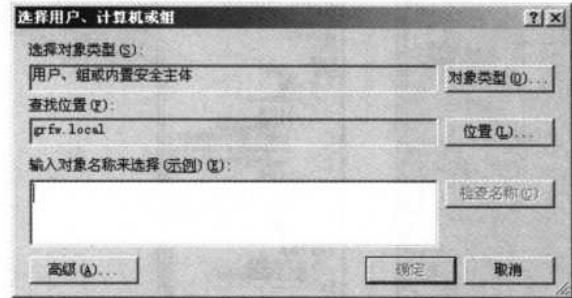 选择用户、计算机或组
选择对象类型(S):
用户、组或内置安全主体
对象类型(O)...
查找位置(F):
grfw.local
位置(L)...
输入对象名称来选择(示例)(E):
检查名称(C)
高级(A)...
确定
取消